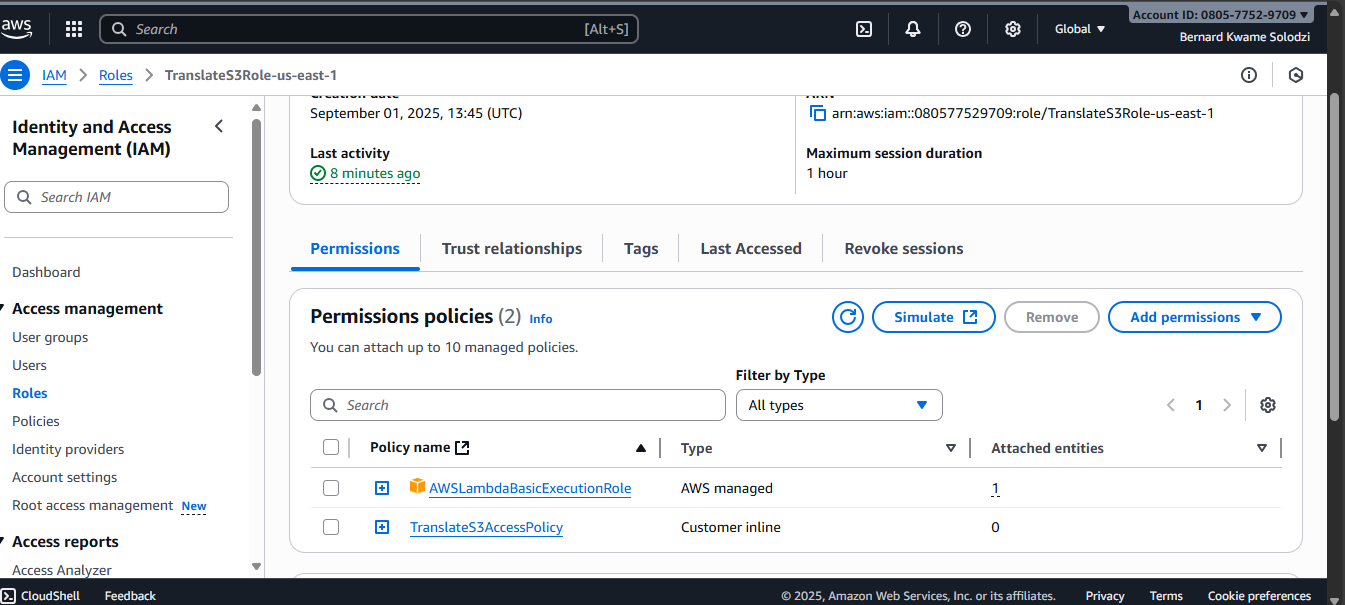 aws
Search [Alt+S]
Global
Account ID: 0805-7752-9709
Bernard Kwame Solodzi
IAM
Roles
TranslateS3Role-us-east-1
Identity and Access
Management (IAM)
Search IAM
Dashboard
Access management
User groups
Users
Roles
Policies
Identity providers
Account settings
Root access management New
Access reports
Access Analyzer
Creation date
September 01, 2025, 13:45 (UTC)
Last activity
8 minutes ago
ARN
arn:aws:iam::080577529709:role/TranslateS3Role-us-east-1
Maximum session duration
1 hour
Permissions
Trust relationships
Tags
Last Accessed
Revoke sessions
Permissions policies (2) Info
You can attach up to 10 managed policies.
Simulate
Remove
Add permissions
Filter by Type
Search
All types
1
Policy name Type Attached entities
AWSLambdaBasicExecutionRole AWS managed 1
TranslateS3AccessPolicy Customer inline 0
CloudShell Feedback © 2025, Amazon Web Services, Inc. or its affiliates. Privacy Terms Cookie preferences